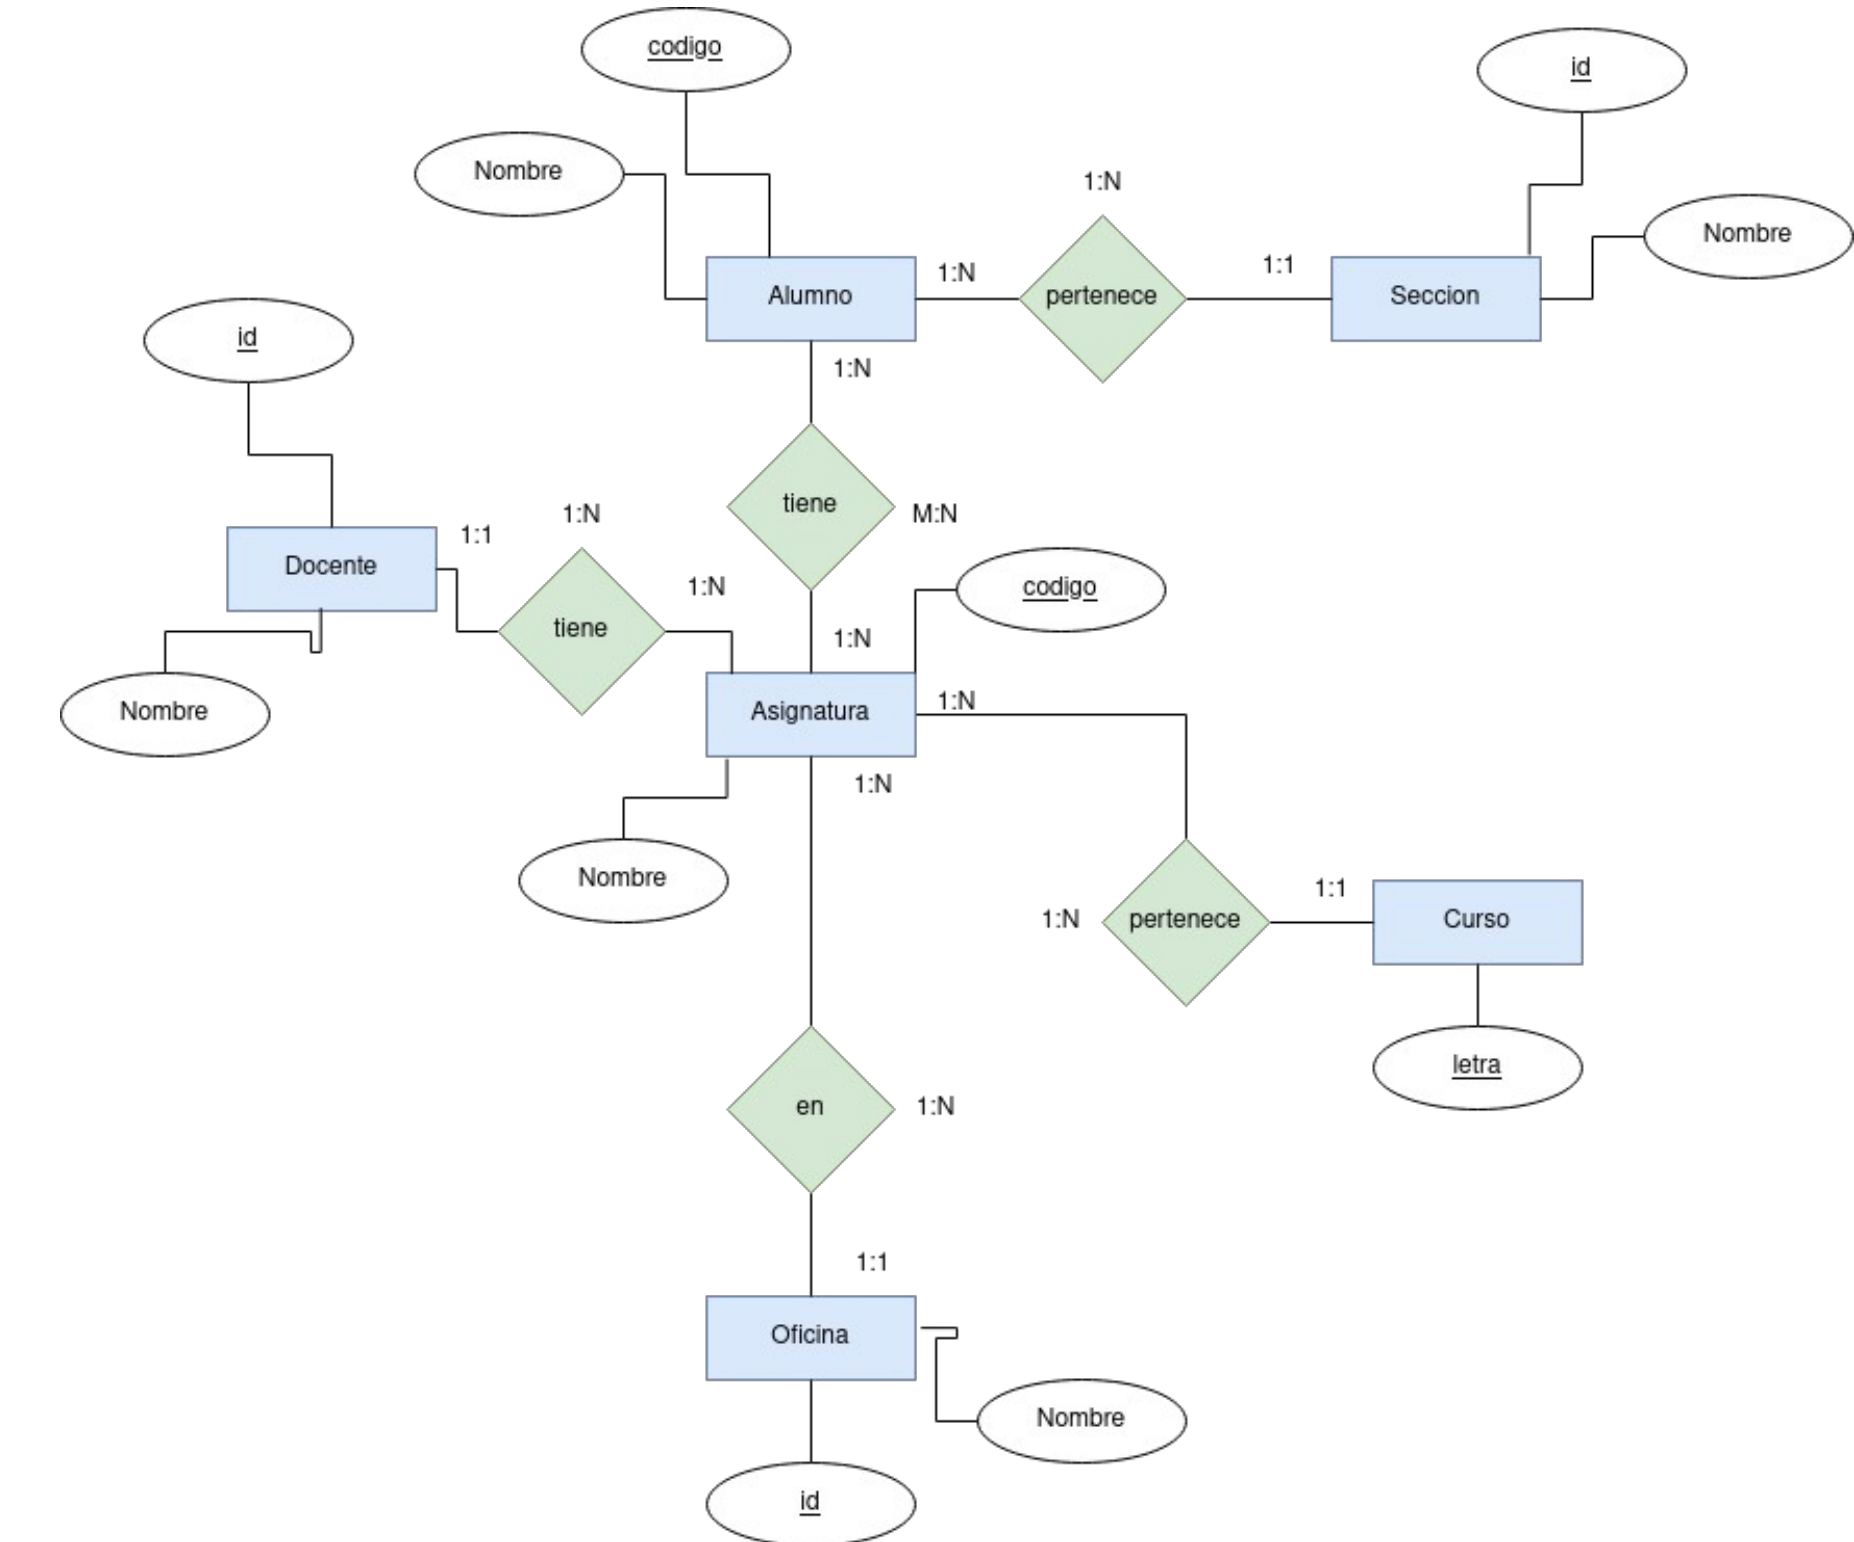 codigo
id
Nombre
1:N
Nombre
1:N
1:1
Alumno
pertenece
Seccion
id
1:N
tiene
M:N
1:N
1:1
Docente
1:N
codigo
tiene
1:N
Nombre
Asignatura
1:N
1:N
Nombre
1:1
1:N
pertenece
Curso
letra
en
1:N
1:1
Oficina
Nombre
id